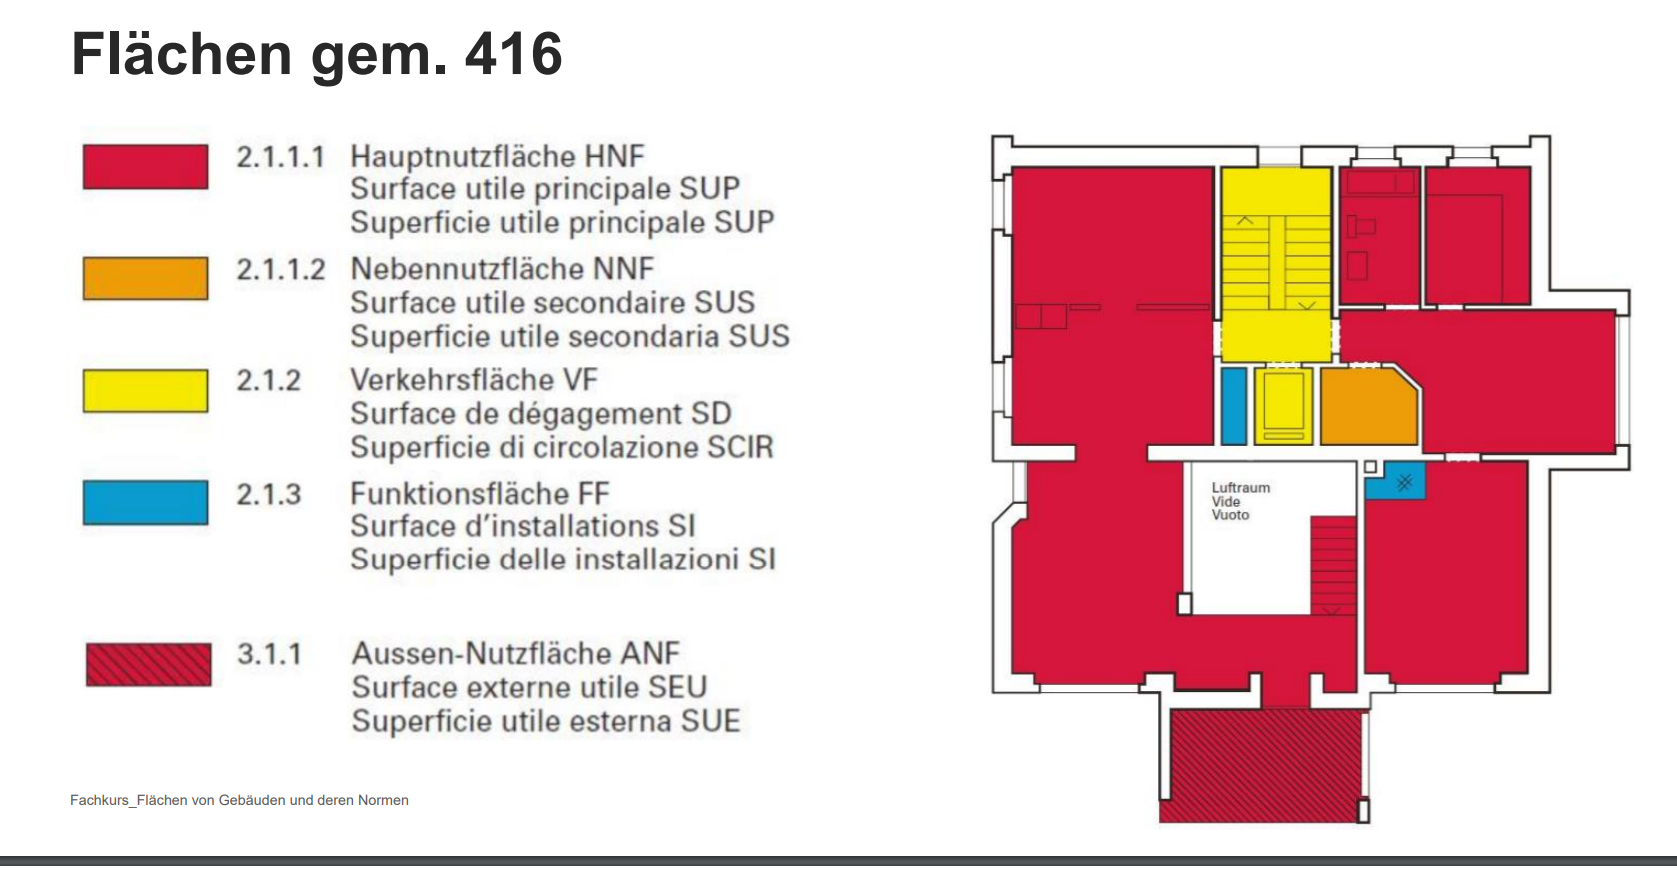 Flächen gem. 416
2.1.1.1 Hauptnutzfläche HNF
Surface utile principale SUP
Superficie utile principale SUP
2.1.1.2 Nebennutzfläche NNF
Surface utile secondaire SUS
Superficie utile secondaria SUS
2.1.2 Verkehrsfläche VF
Surface de dégagement SD
Superficie di circolazione SCIR
2.1.3 Funktionsfläche FF
Surface d'installations SI
Superficie delle installazioni SI
3.1.1 Aussen-Nutzfläche ANF
Surface externe utile SEU
Superficie utile esterna SUE
Luftraum
Vide
Vuoto
Fachkurs_Flächen von Gebäuden und deren Normen